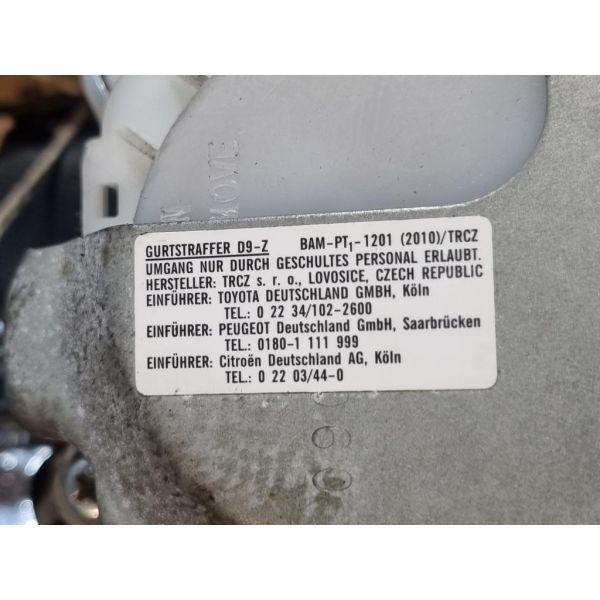 MOVE
GURTSTRAFFER D9-Z BAM-PT₁-1201 (2010)/TRCZ
UMGANG NUR DURCH GESCHULTES PERSONAL ERLAUBT.
HERSTELLER: TRCZ s. r. o., LOVOSICE, CZECH REPUBLIC
EINFÜHRER: TOYOTA DEUTSCHLAND GMBH, Köln
TEL.: 0 22 34/102-2600
EINFÜHRER: PEUGEOT Deutschland GmbH, Saarbrücken
TEL.: 0180-1 111 999
EINFÜHRER: Citroën Deutschland AG, Köln
TEL.: 0 22 03/44-0